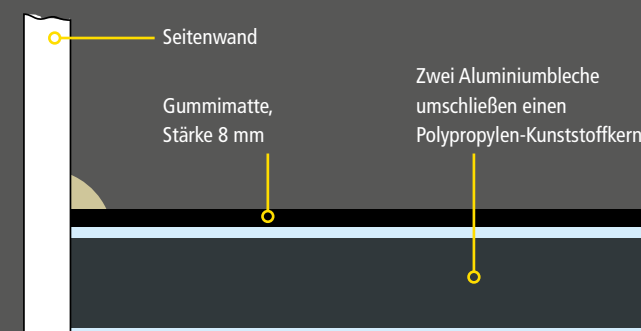 Seitenwand
Gummimatte,
Stärke 8 mm
Zwei Aluminiumbleche
umschließen einen
Polypropylen-Kunststoffkern